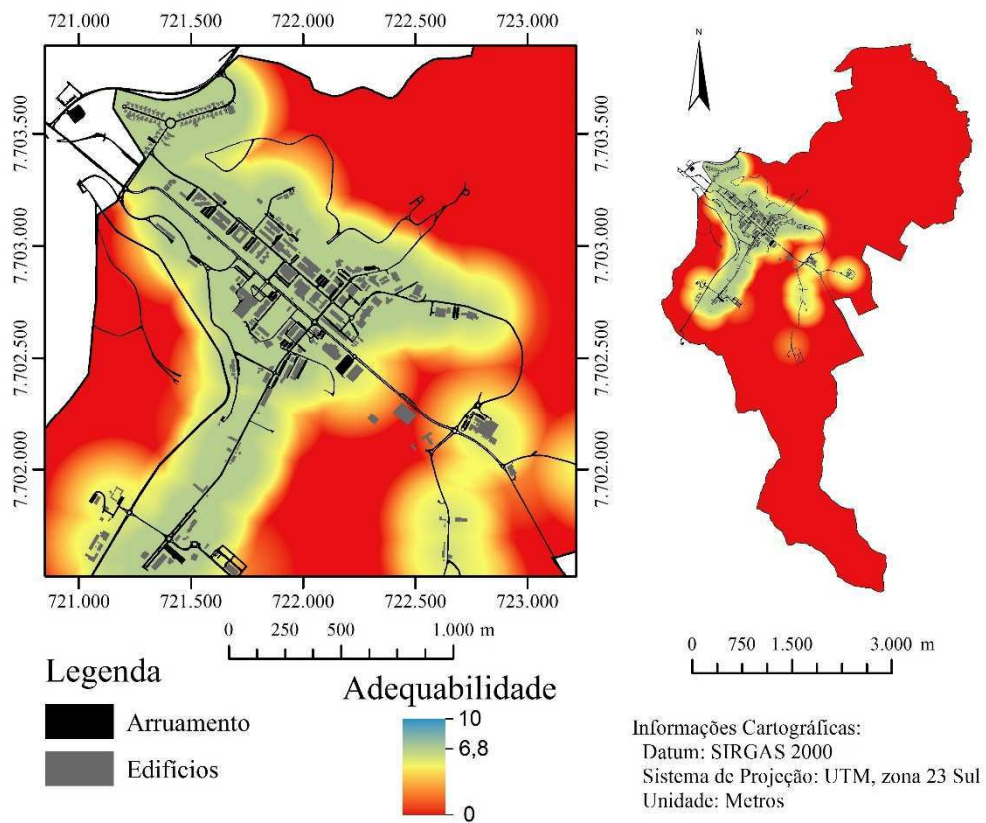 721.000 721.500 722.000 722.500 723.000
N
7.703.500 7.703.500
7.703.000 7.703.000
7.702.500 7.702.500
7.702.000 7.702.000
721.000 721.500 722.000 722.500 723.000
0 250 500 1.000 m
0 750 1.500 3.000 m
Legenda
Arruamento
Edifícios
Adequabilidade
10
6,8
0
Informações Cartográficas:
Datum: SIRGAS 2000
Sistema de Projeção: UTM, zona 23 Sul
Unidade: Metros